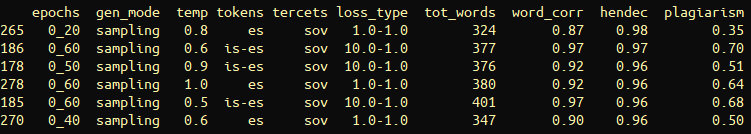 epochs gen_mode temp tokens tercets loss_type tot_words word_corr hendec plagiarism
265 0_20 sampling 0.8 es sov 1.0-1.0 324 0.87 0.98 0.35
186 0_60 sampling 0.6 is-es sov 10.0-1.0 377 0.97 0.97 0.70
178 0_50 sampling 0.9 is-es sov 10.0-1.0 376 0.92 0.96 0.51
278 0_60 sampling 1.0 es sov 1.0-1.0 380 0.92 0.96 0.64
185 0_60 sampling 0.5 is-es sov 10.0-1.0 401 0.97 0.96 0.68
270 0_40 sampling 0.6 es sov 1.0-1.0 347 0.90 0.96 0.50